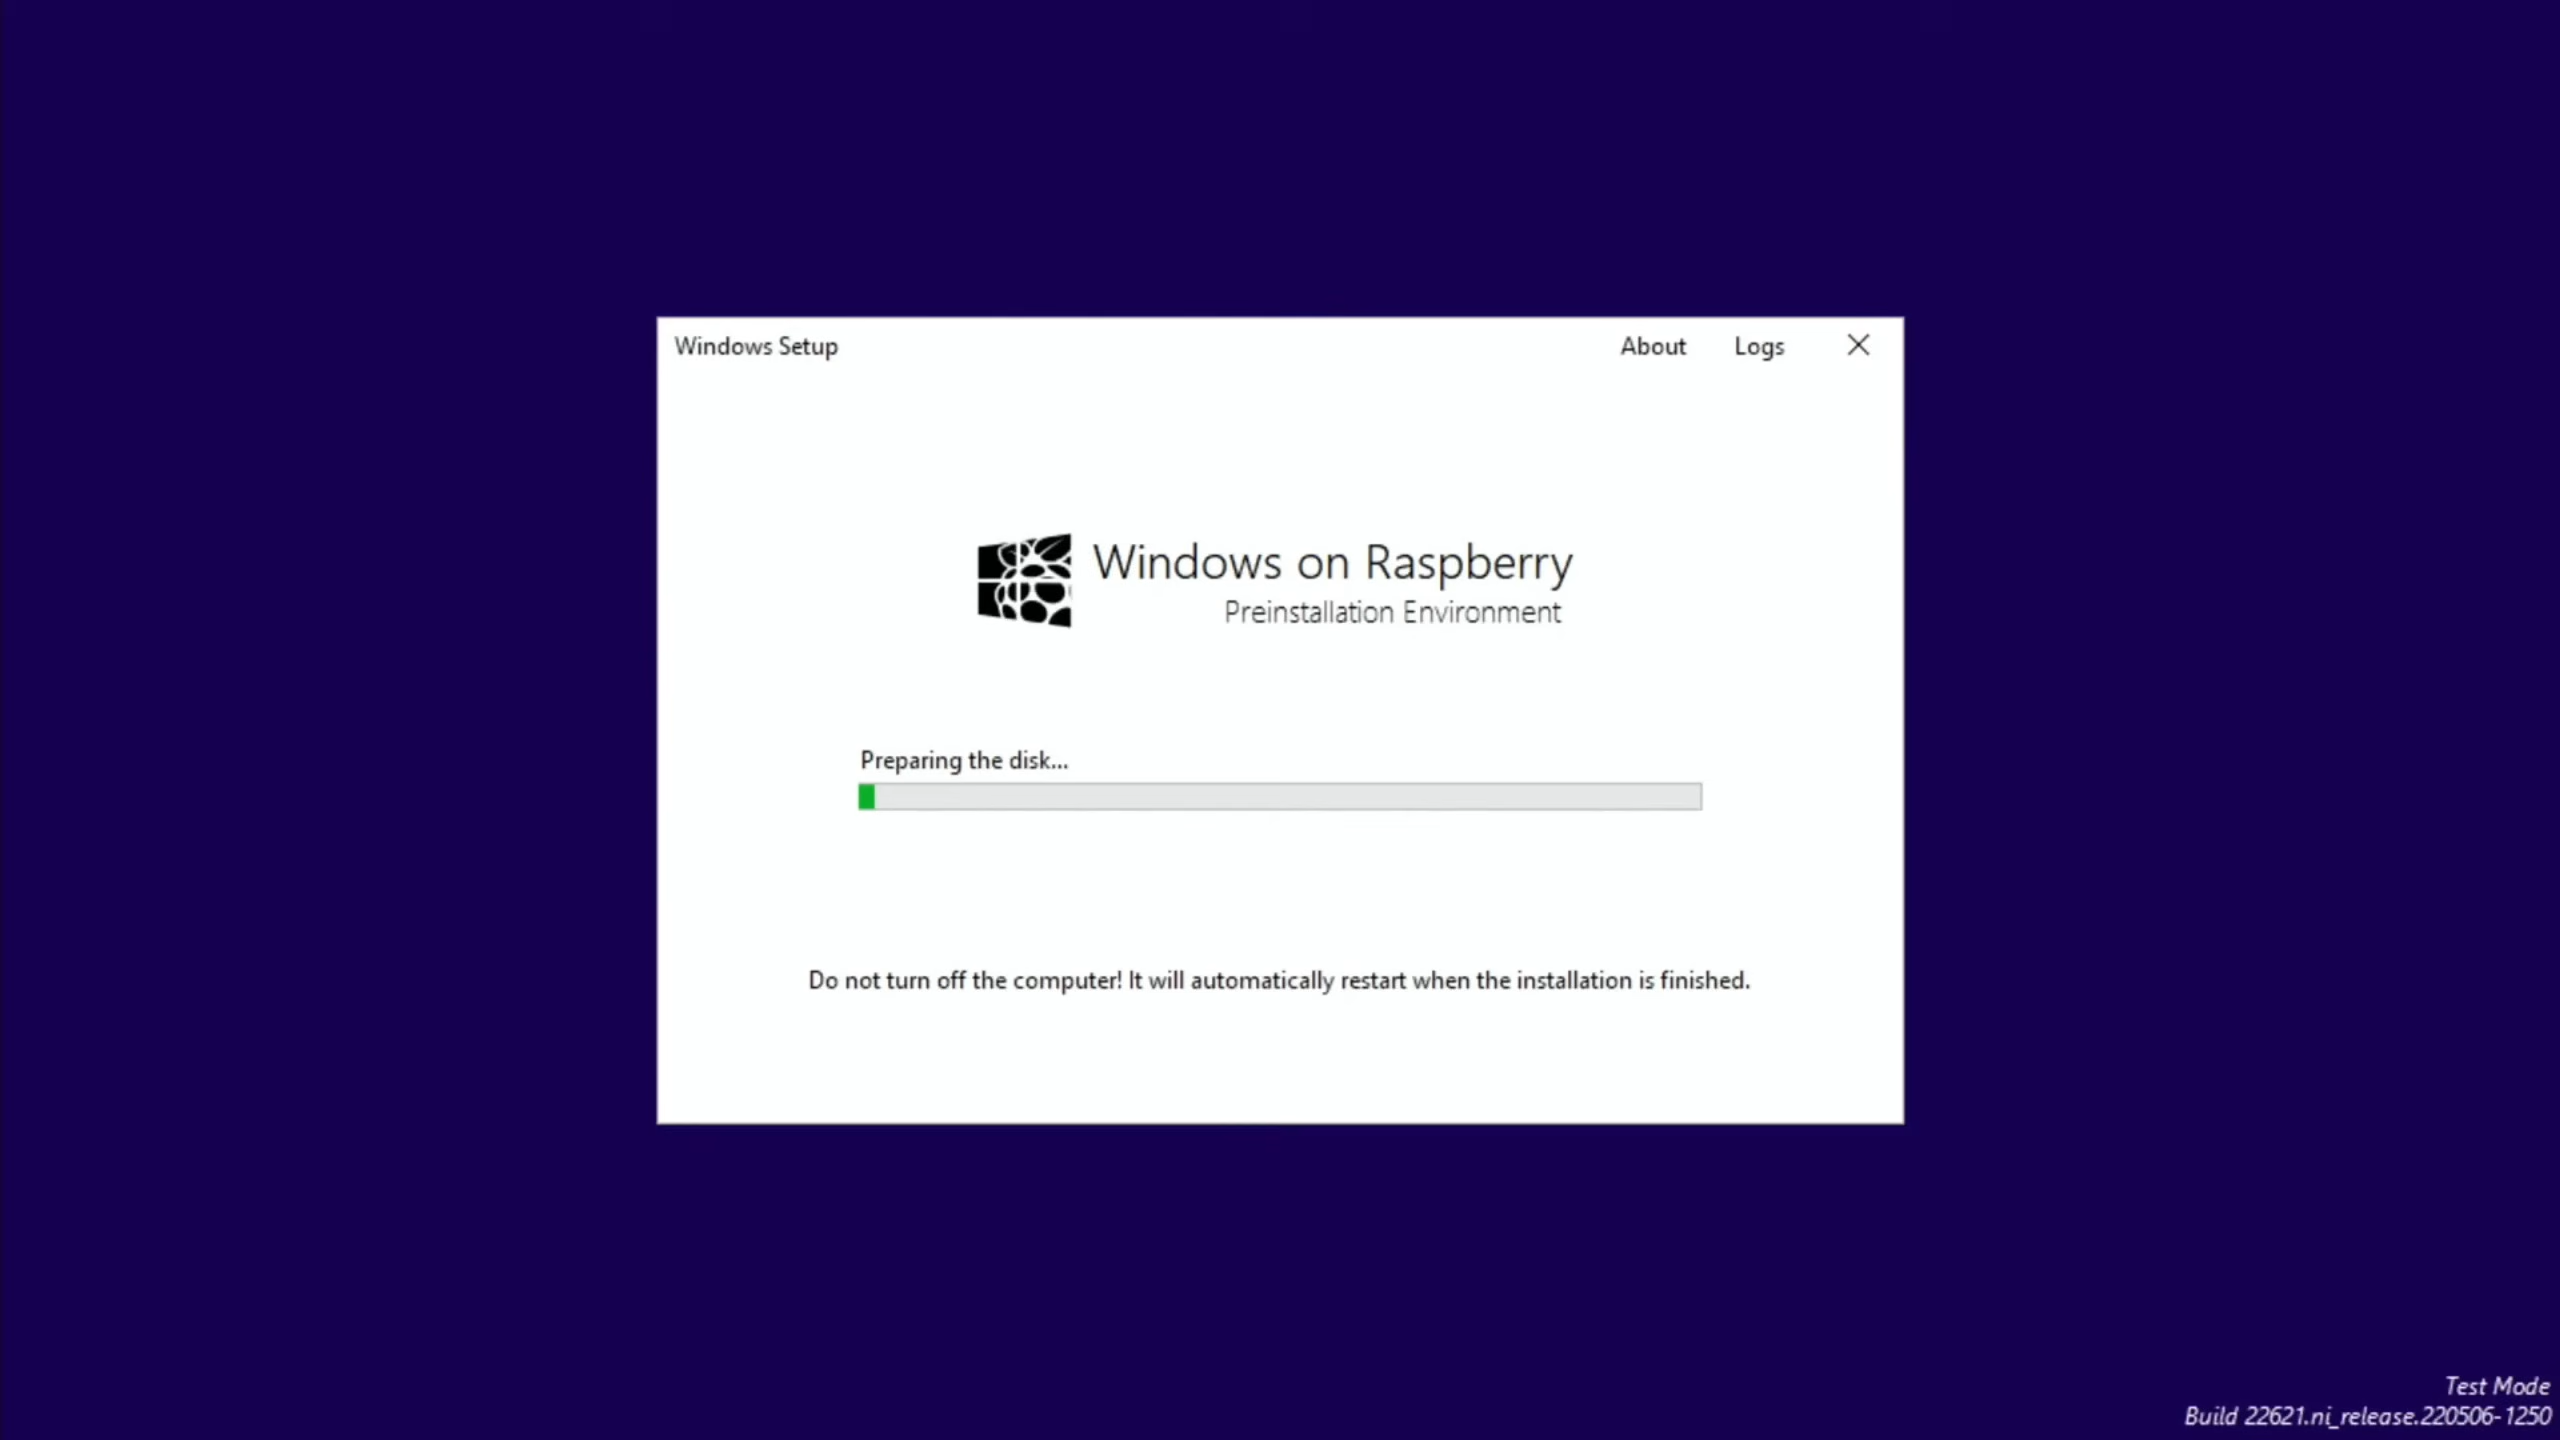 Windows Setup
About
Logs
Windows on Raspberry
Preinstallation Environment
Preparing the disk...
Do not turn off the computer! It will automatically restart when the installation is finished.
Test Mode
Build 22621.ni_release.220506-1250